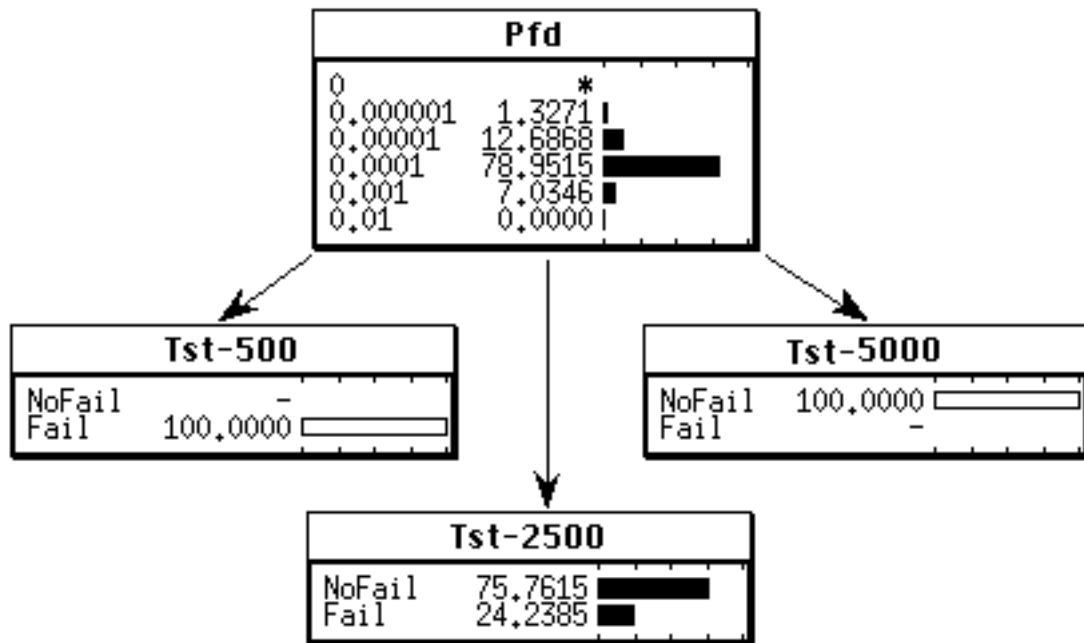 Pfd
0 *
0.000001 1.3271
0.00001 12.6868
0.0001 78.9515
0.001 7.0346
0.01 0.0000
Tst-500
NoFail -
Fail 100.0000
Tst-5000
NoFail 100.0000
Fail -
Tst-2500
NoFail 75.7615
Fail 24.2385